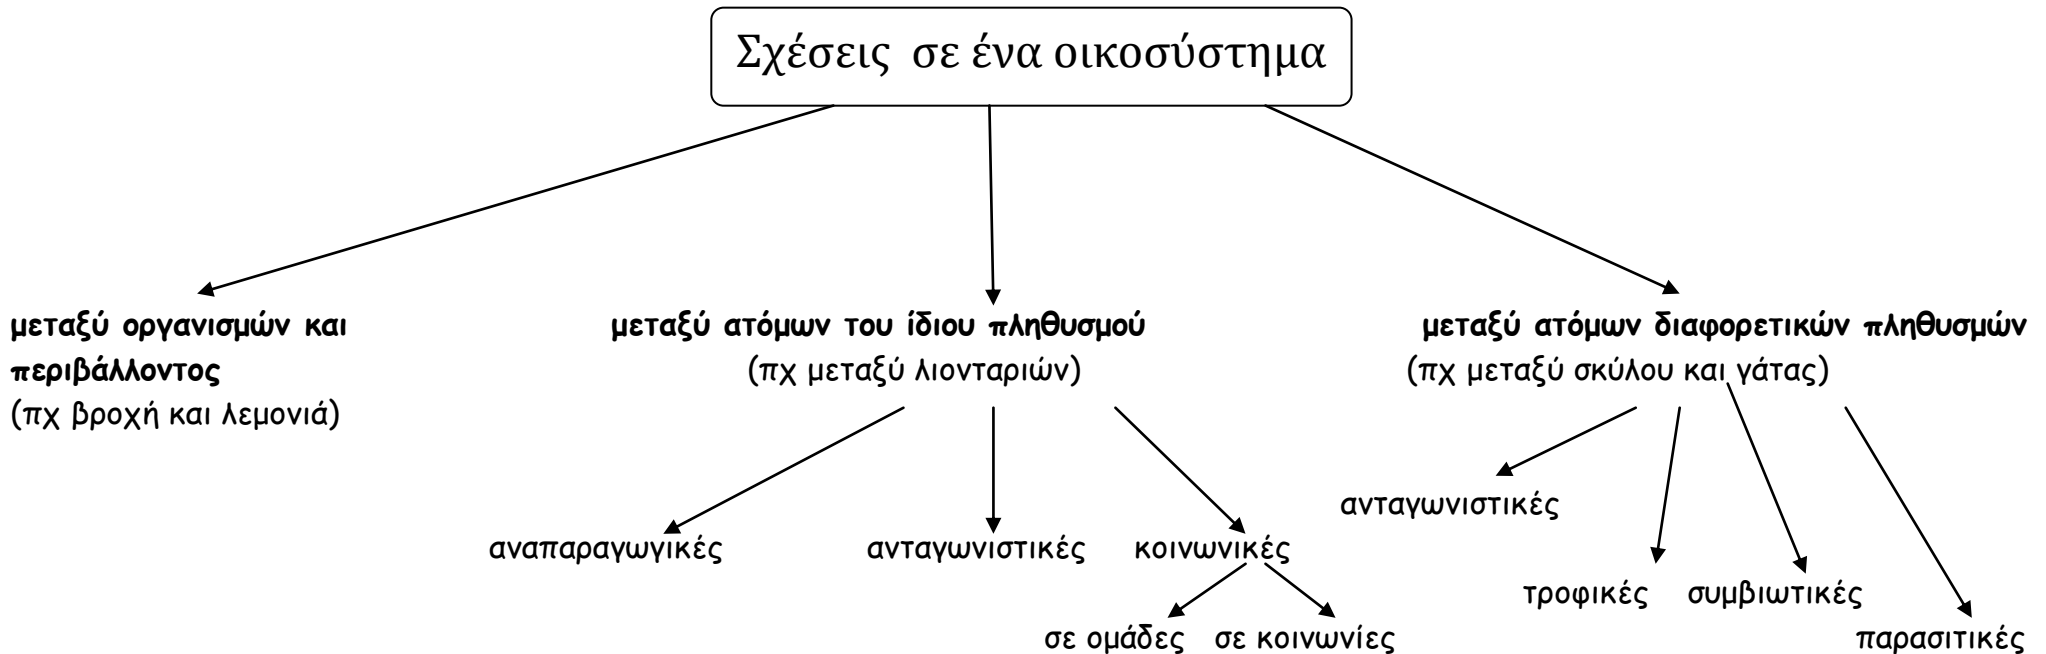 Σχέσεις σε ένα οικοσύστημα
μεταξύ οργανισμών και
περιβάλλοντος
(πχ βροχή και λεμονιά)
μεταξύ ατόμων του ίδιου πληθυσμού
(πχ μεταξύ λιονταριών)
μεταξύ ατόμων διαφορετικών πληθυσμών
(πχ μεταξύ σκύλου και γάτας)
αναπαραγωγικές
ανταγωνιστικές
κοινωνικές
σε ομάδες
σε κοινωνίες
ανταγωνιστικές
τροφικές
συμβιωτικές
παρασιτικές